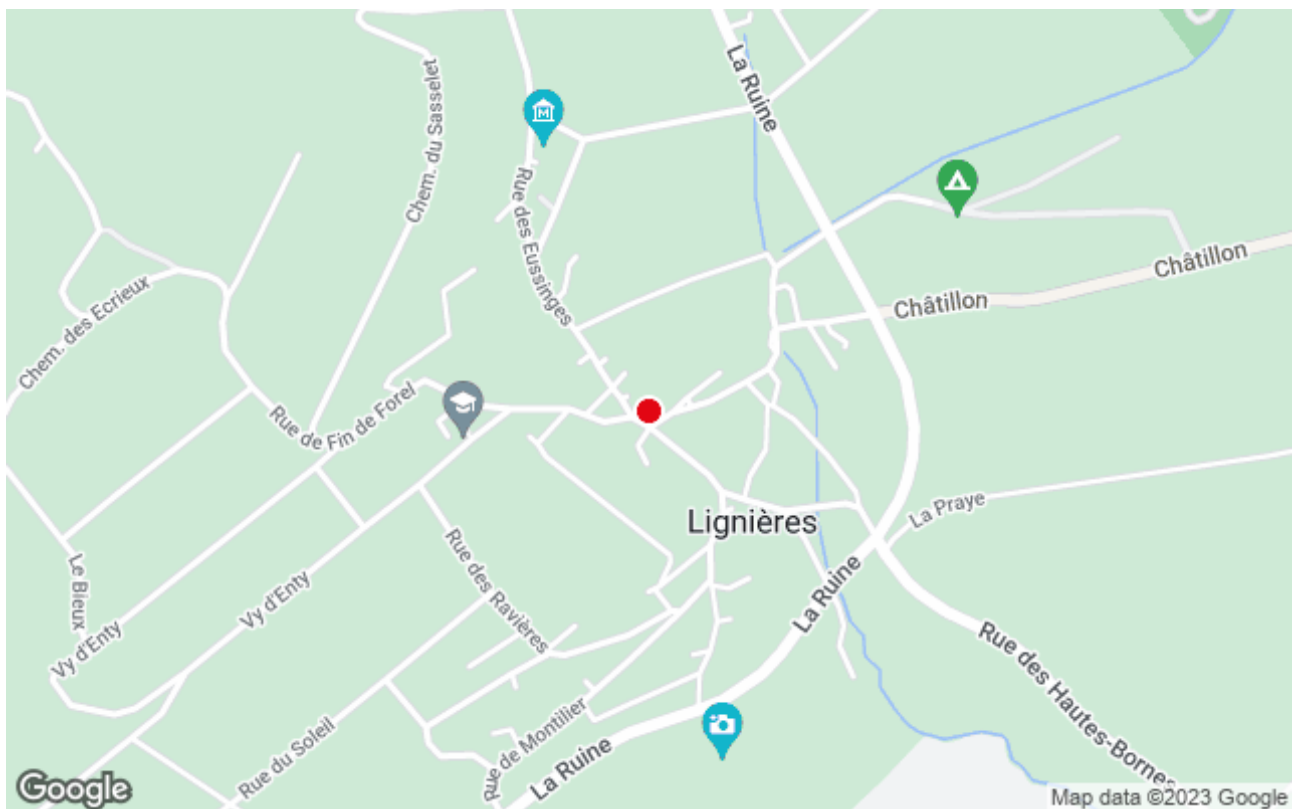 La Ruine
Chem. du Sasselet
Rue des Eussinges
Châtillon
Châtillon
Chem. des Ecrieux
Rue de Fin de Forel
La Praye
Lignières
Le Bieux
Vy d'Enty
Vy d'Enty
Rue des Ravières
La Ruine
Rue des Hautes-Bornes
Rue du Soleil
Rue de Montilier
La Ruine
Google
Map data ©2023 Google